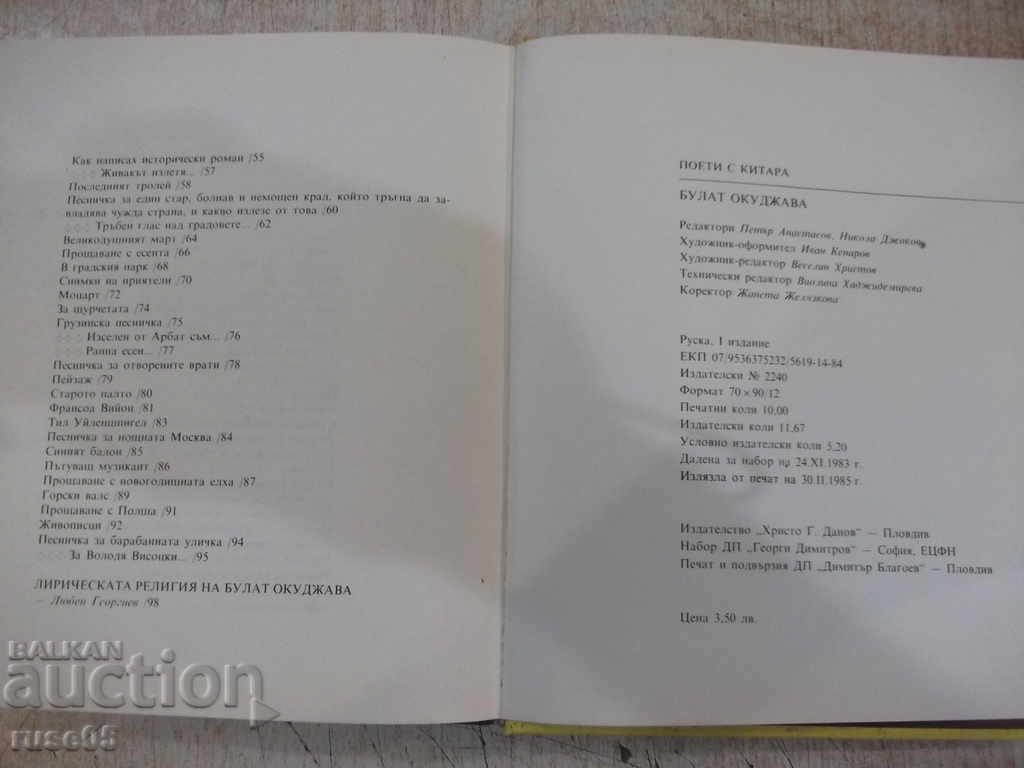 Как написах исторически роман /55
◇◇◇ Живакът излетя... /57
Последният тролей /58
Песничка за един стар, болнав и немощен крал, който тръгна да за-
владява чужда страна, и какво излезе от това /60
◇◇◇ Тръбен глас над градовете... /62
Великодушният март /64
Прощаване с есента /66
В градския парк /68
Снимки на приятели /70
Моцарт /72
За щурчетата /74
Грузинска песничка /75
◇◇◇ Изселен от Арбат съм... /76
◇◇◇ Ранна есен... /77
Песничка за отворените врати /78
Пейзаж /79
Старото палто /80
Франсоа Вийон /81
Тил Уйленшпигел /83
Песничка за нощната Москва /84
Синият балон /85
Пътуващ музикант /86
Прощаване с новогодишната елха /87
Горски валс /89
Прощаване с Полша /91
Живописци /92
Песничка за барабанната уличка /94
◇◇◇ За Володя Висоцки... /95
ЛИРИЧЕСКАТА РЕЛИГИЯ НА БУЛАТ ОКУДЖАВА
– Любен Георгиев /98
ПОЕТИ С КИТАРА
БУЛАТ ОКУДЖАВА
Редактори Петър Анастасов, Никола Джоков
Художник-оформител Иван Кенаров
Художник-редактор Веселин Христов
Технически редактор Виолина Хаджидемирева
Коректор Жанета Желязкова
Руска, I издание
ЕКП 07/9536375232/5619-14-84
Издателски № 2240
Формат 70 × 90/12
Печатни коли 10,00
Издателски коли 11,67
Условно издателски коли 5,20
Дадена за набор на 24.XI.1983 г.
Излязла от печат на 30.II.1985 г.
Издателство „Христо Г. Данов“ – Пловдив
Набор ДП „Георги Димитров“ – София, ЕЦФН
Печат и подвързия ДП „Димитър Благоев“ – Пловдив
Цена 3,50 лв.
BALKAN
auction
ruse95